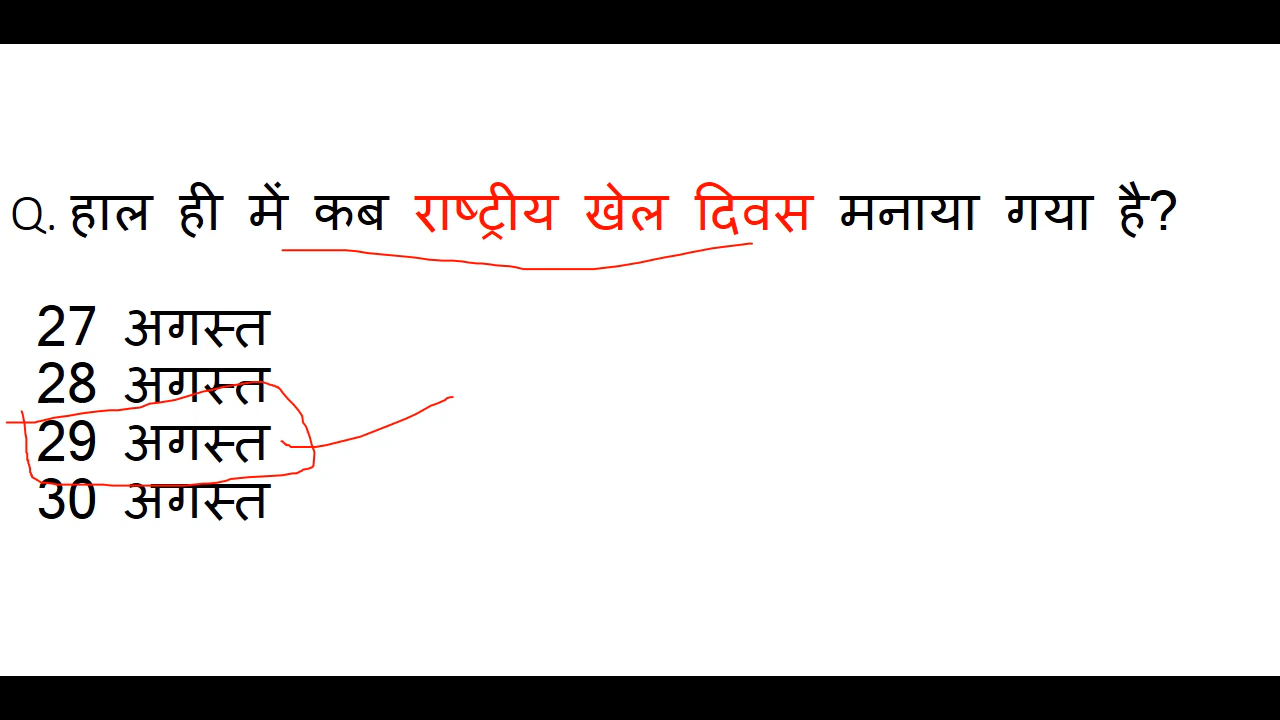 Q. हाल ही में कब राष्ट्रीय खेल दिवस मनाया गया है?
27 अगस्त
28 अगस्त
29 अगस्त
30 अगस्त